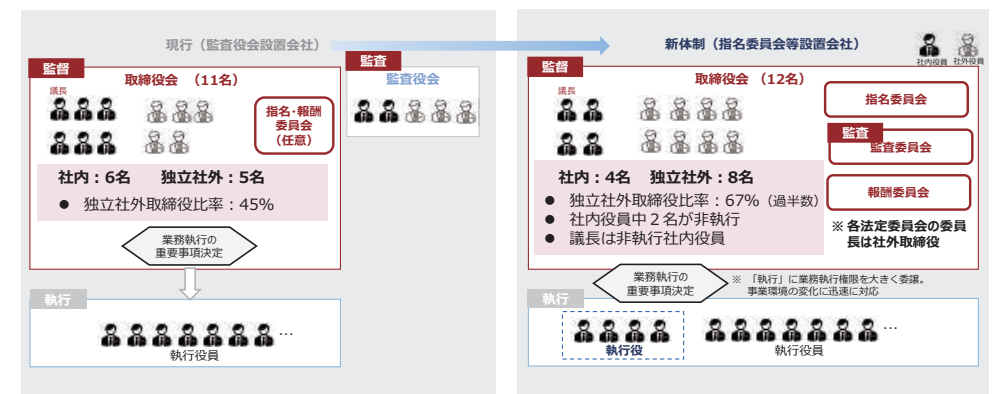 現行（監査役会設置会社）
監督
取締役会 （11名）
議長
指名・報酬
委員会
（任意）
社内：6名 独立社外：5名
● 独立社外取締役比率：45%
業務執行の
重要事項決定
監査
監査役会
執行
…
執行役員
新体制（指名委員会等設置会社）
社内役員 社外役員
監督
取締役会 （12名）
議長
指名委員会
監査
監査委員会
報酬委員会
※ 各法定委員会の委員
長は社外取締役
社内：4名 独立社外：8名
● 独立社外取締役比率：67%（過半数）
● 社内役員中２名が非執行
● 議長は非執行社内役員
業務執行の
重要事項決定
※ 「執行」に業務執行権限を大きく委譲。
事業環境の変化に迅速に対応
執行
執行役
…
執行役員